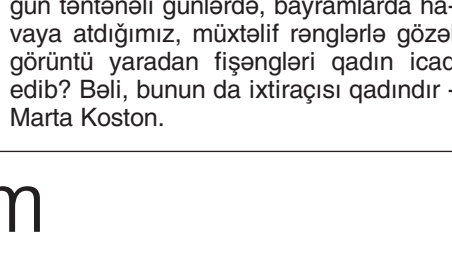 gün təntənəli günlərdə, bayramlarda ha-
vaya atdığımız, müxtəlif rənglərlə gözəl
görüntü yaradan fişəngləri qadın icad
edib? Bəli, bunun da ixtiraçısı qadındır -
Marta Koston.
m